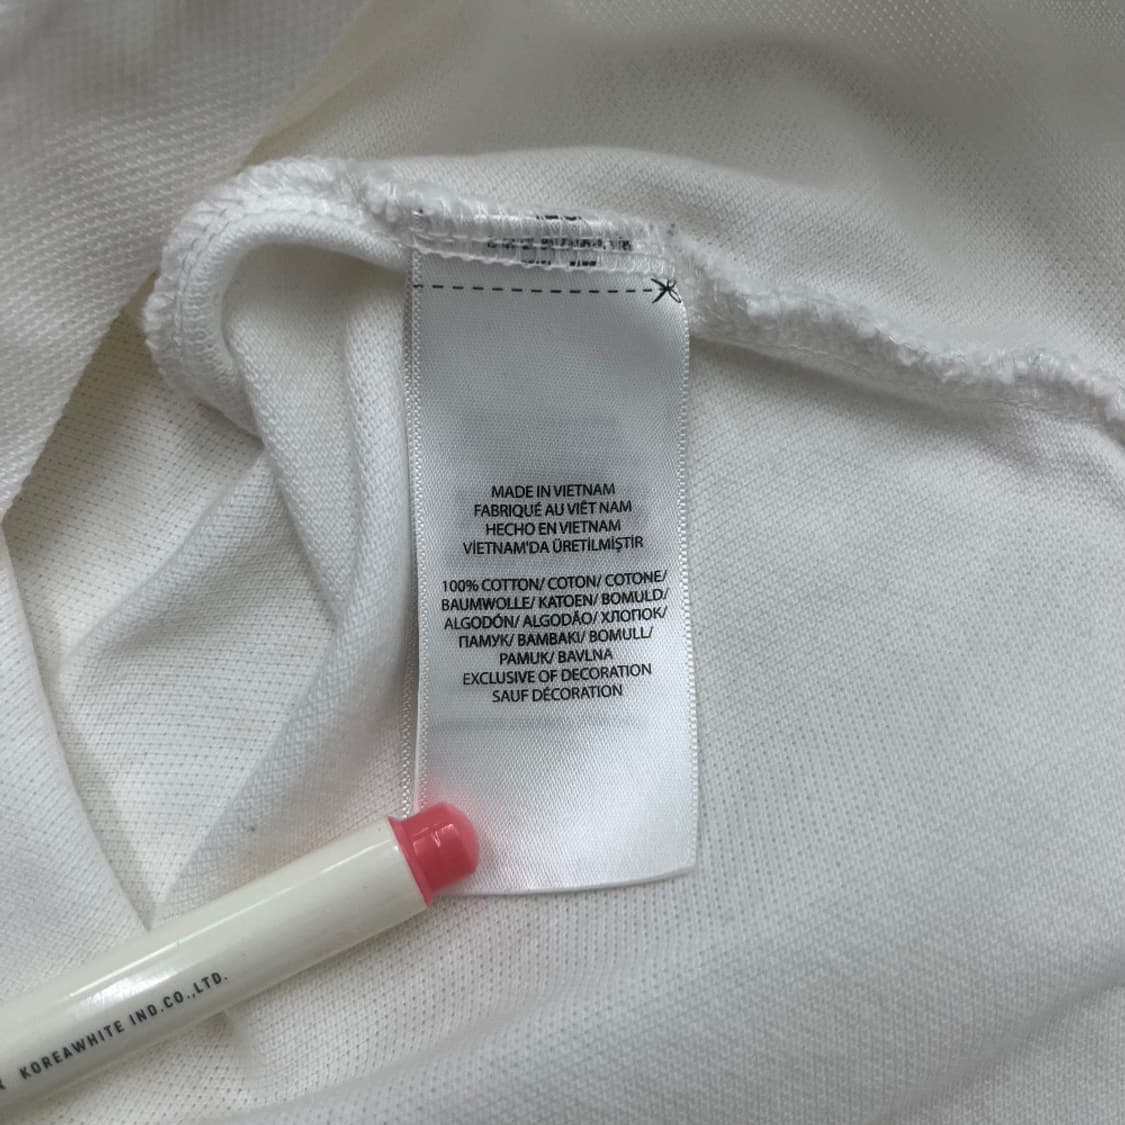 MADE IN VIETNAM
FABRIQUÉ AU VIÊT NAM
HECHO EN VIETNAM
VİETNAM'DA ÜRETİLMİŞTİR
100% COTTON/ COTON/ COTONE/
BAUMWOLLE/ KATOEN/ BOMULD/
ALGODÓN/ ALGODÃO/ ХЛОПОК/
ПАМУК/ BAMBAKI/ BOMULL/
PAMUK/ BAVLNA
EXCLUSIVE OF DECORATION
SAUF DÉCORATION
KOREAWHITE IND.CO.,LTD.